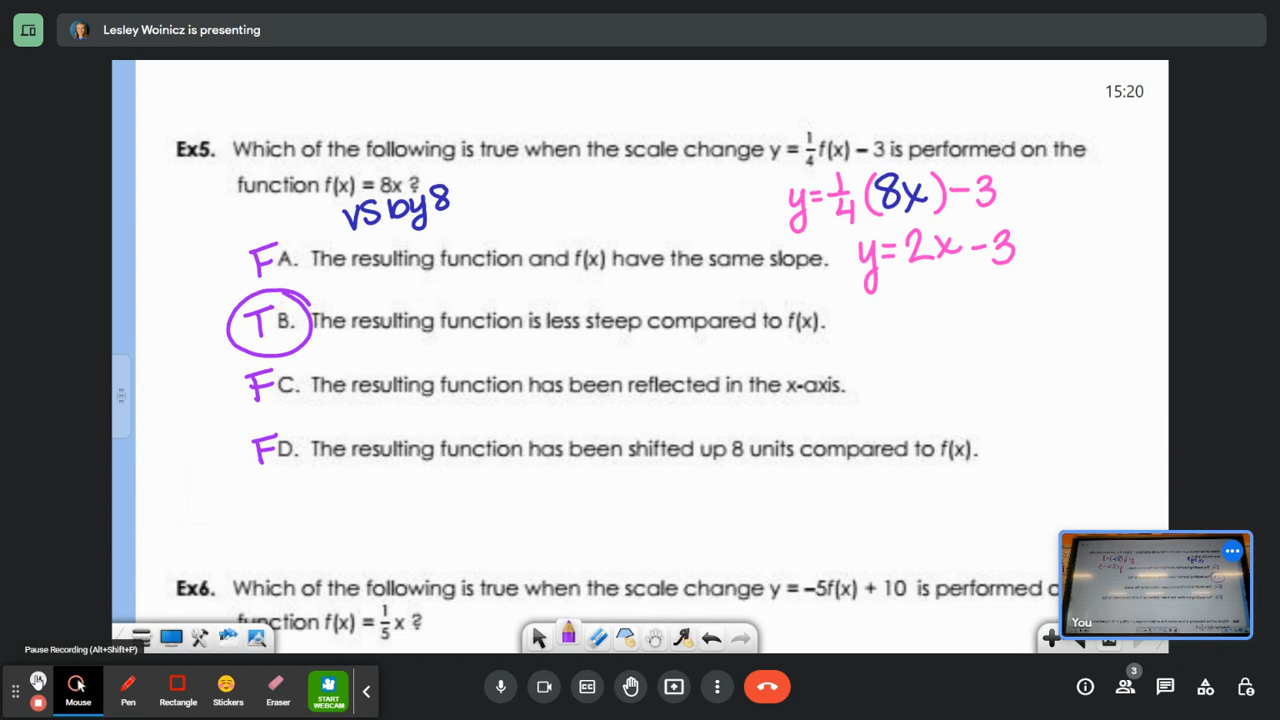 Lesley Woinicz is presenting
15:20
Ex5. Which of the following is true when the scale change y = 1/4 f(x) – 3 is performed on the
function f(x) = 8x ?
y = 1/4 (8x) - 3
vs by 8
y = 2x - 3
F A. The resulting function and f(x) have the same slope.
T B. The resulting function is less steep compared to f(x).
F C. The resulting function has been reflected in the x-axis.
F D. The resulting function has been shifted up 8 units compared to f(x).
Ex6. Which of the following is true when the scale change y = –5f(x) + 10 is performed o
function f(x) = 1/5 x ?
You
Pause Recording (Alt+Shift+P)
Mouse
Pen
Rectangle
Stickers
Eraser
START
WEBCAM
CC
3